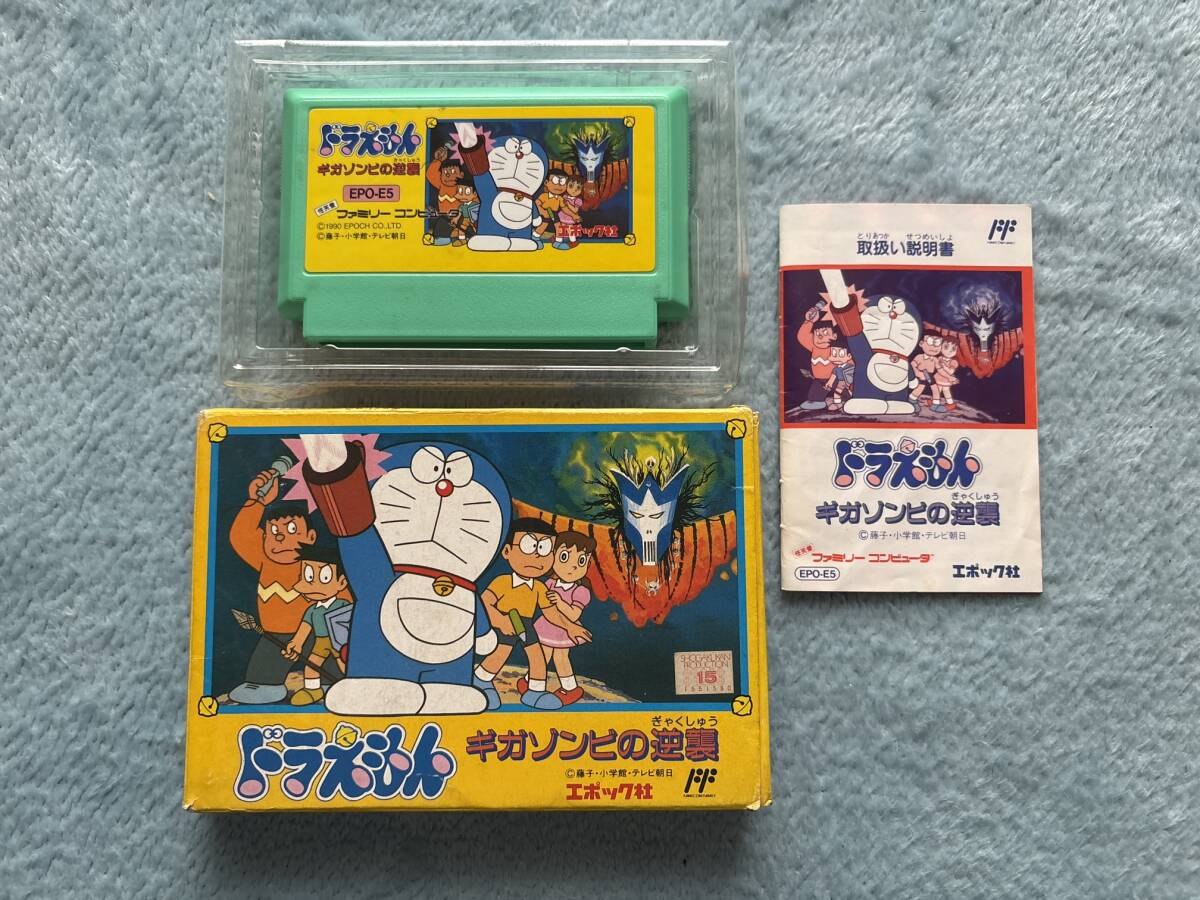 ドラえもん
ぎゃくしゅう
ギガゾンビの逆襲
EPO-E5
任天堂 ファミリー コンピュータ
©1990 EPOCH CO.,LTD.
©藤子・小学館・テレビ朝日
エポック社
とりあつか せつめいしょ
取扱い説明書
ドラえもん
ぎゃくしゅう
ギガゾンビの逆襲
©藤子・小学館・テレビ朝日
任天堂 ファミリー コンピュータ
EPO-E5
エポック社
SHOGAKUKAN
PRODUCTION
15
ドラえもん
ぎゃくしゅう
ギガゾンビの逆襲
©藤子・小学館・テレビ朝日
エポック社